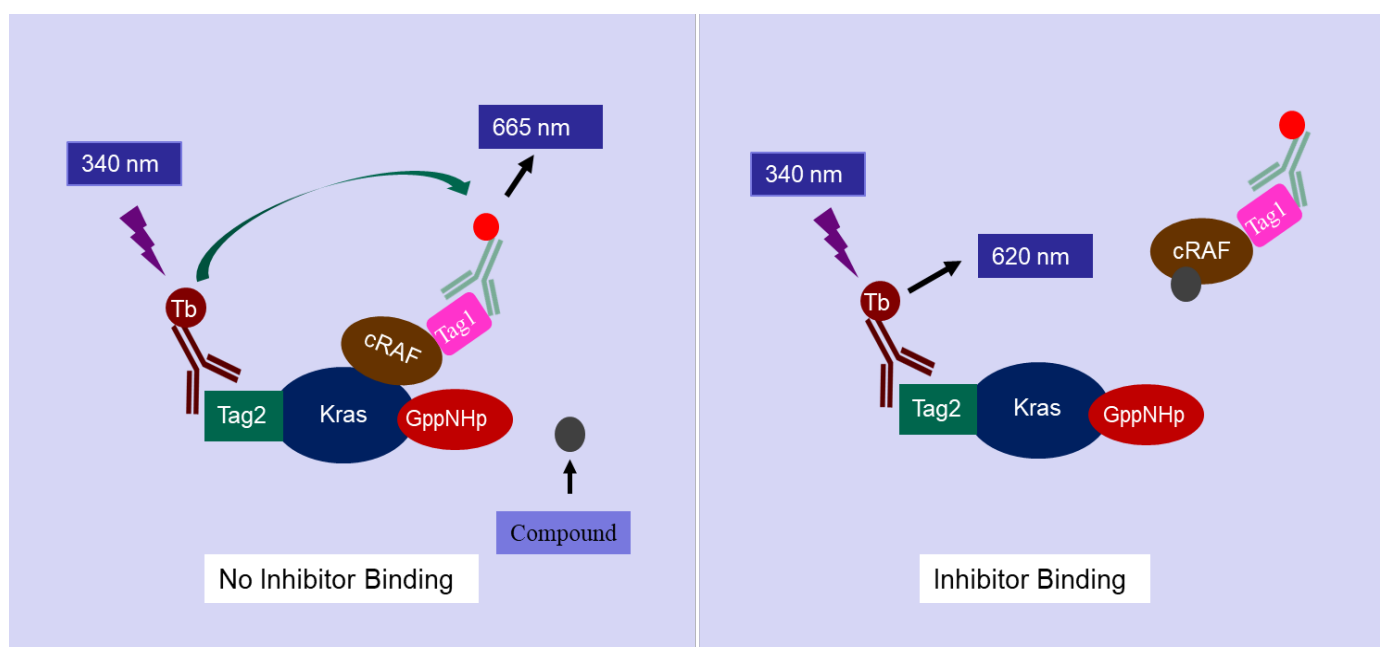 665 nm
340 nm
Tb
Tag1
cRAF
Tag2
Kras
GppNHp
Compound
No Inhibitor Binding
340 nm
620 nm
Tag1
cRAF
Tb
Tag2
Kras
GppNHp
Inhibitor Binding